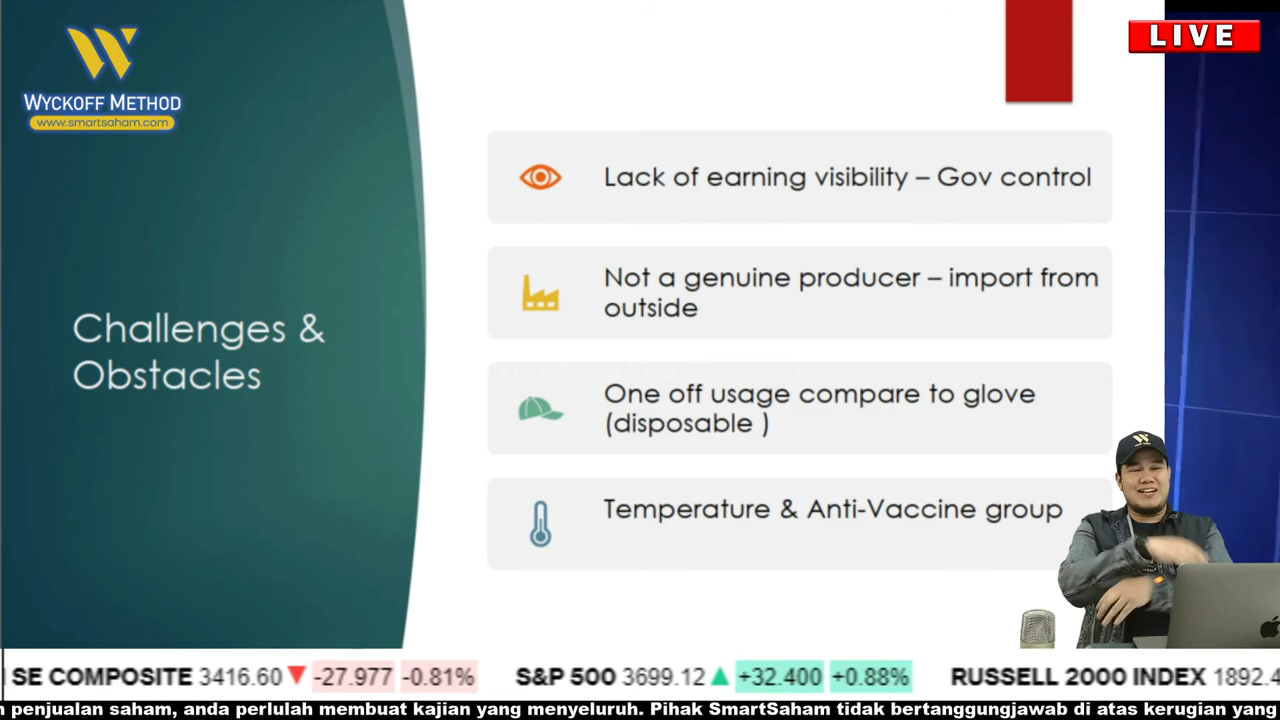 WYCKOFF METHOD
www.smartsaham.com
LIVE
Challenges &
Obstacles
Lack of earning visibility – Gov control
Not a genuine producer – import from
outside
One off usage compare to glove
(disposable )
Temperature & Anti-Vaccine group
SE COMPOSITE 3416.60 -27.977 -0.81% S&P 500 3699.12 +32.400 +0.88% RUSSELL 2000 INDEX 1892.4
penjualan saham, anda perlulah membuat kajian yang menyeluruh. Pihak SmartSaham tidak bertanggungjawab di atas kerugian yang